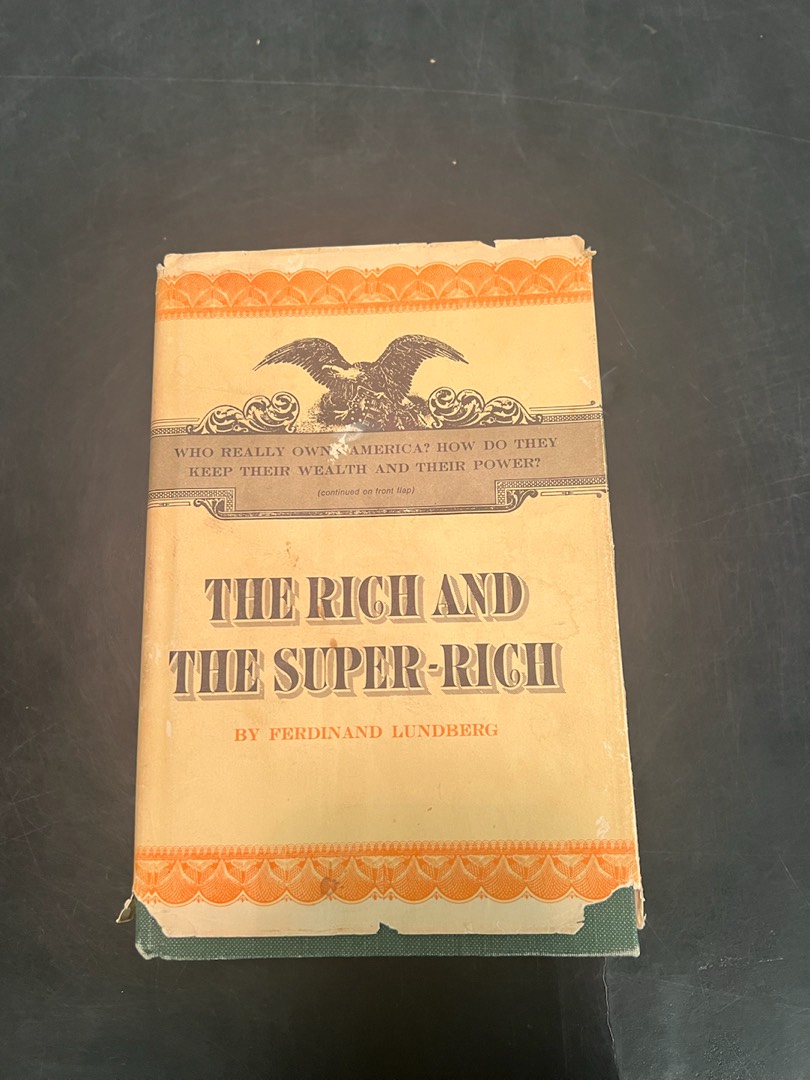 WHO REALLY OWNS AMERICA? HOW DO THEY
KEEP THEIR WEALTH AND THEIR POWER?
(continued on front flap)
THE RICH AND
THE SUPER-RICH
BY FERDINAND LUNDBERG